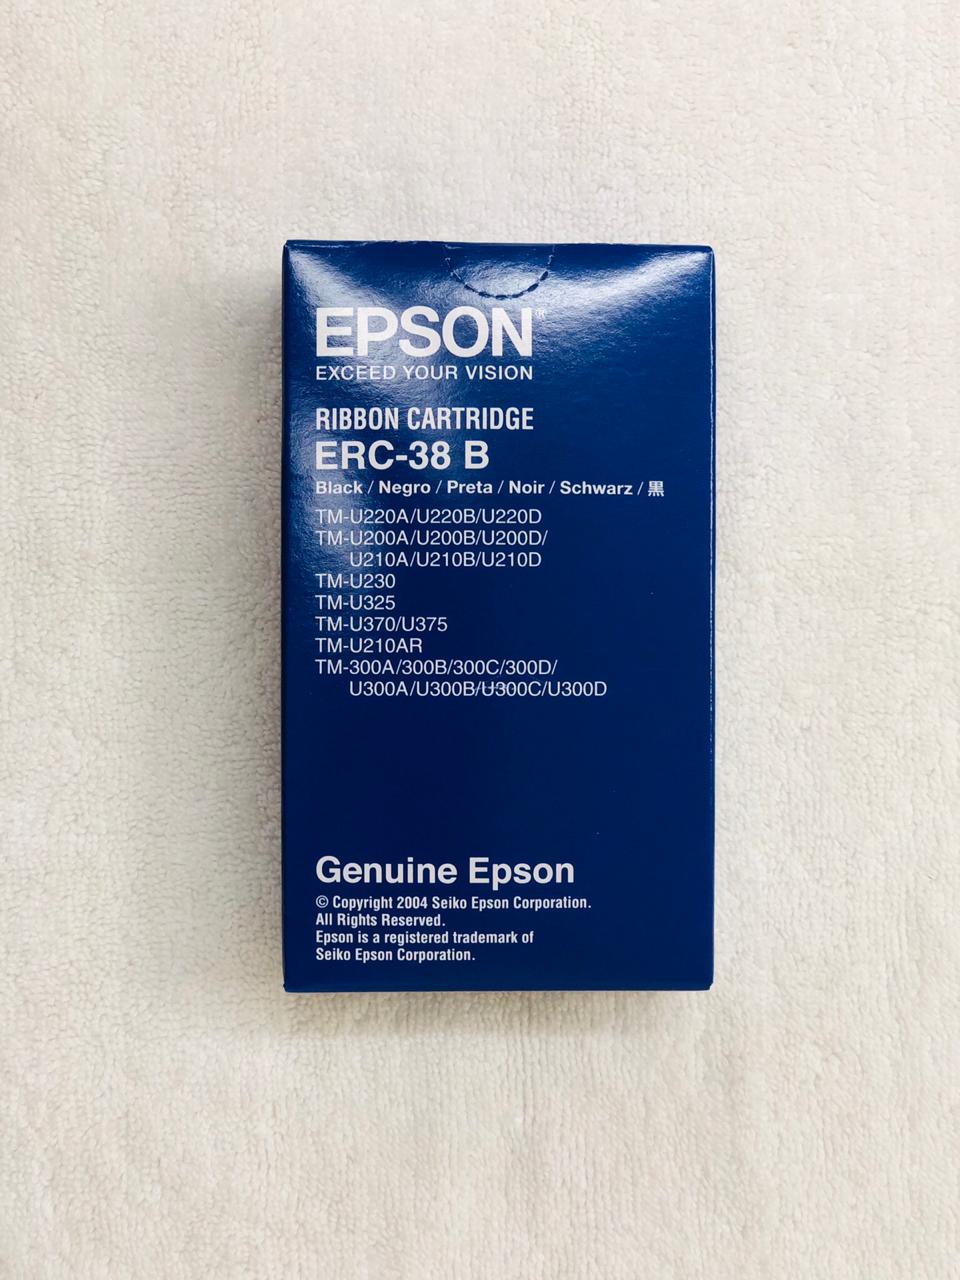 EPSON®
EXCEED YOUR VISION
RIBBON CARTRIDGE
ERC-38 B
Black / Negro / Preta / Noir / Schwarz / 黒
TM-U220A/U220B/U220D
TM-U200A/U200B/U200D/
U210A/U210B/U210D
TM-U230
TM-U325
TM-U370/U375
TM-U210AR
TM-300A/300B/300C/300D/
U300A/U300B/U300C/U300D
Genuine Epson
© Copyright 2004 Seiko Epson Corporation.
All Rights Reserved.
Epson is a registered trademark of
Seiko Epson Corporation.